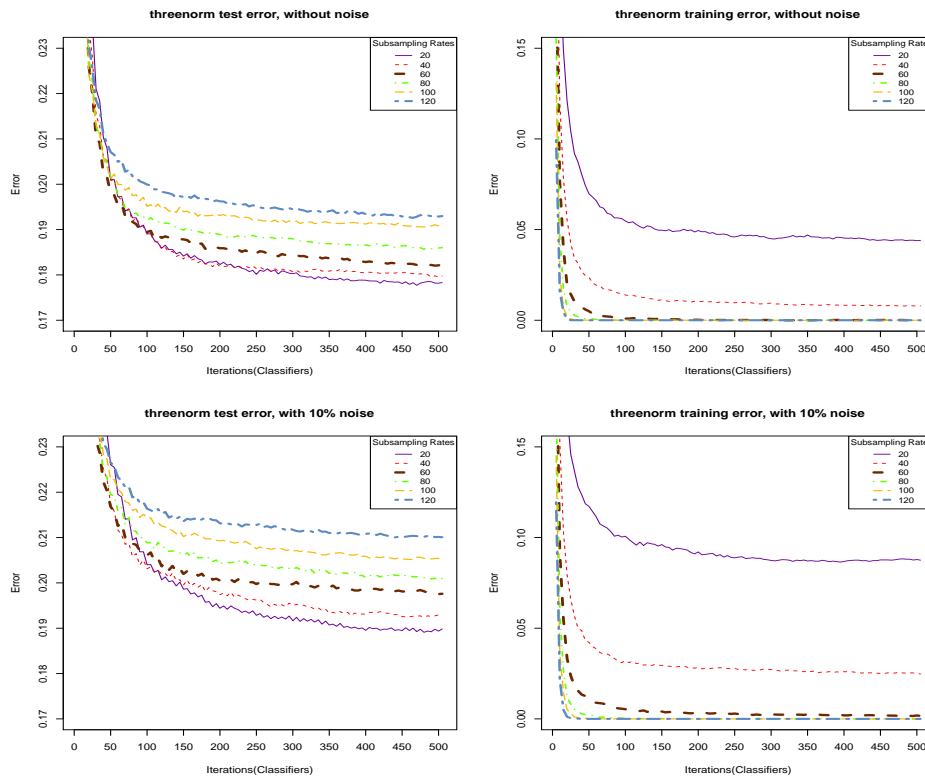 threenorm test error, without noise
0.23
0.22
0.21
0.20
0.19
0.18
0.17
Error
Subsampling Rates
20
40
60
80
100
120
0 50 100 150 200 250 300 350 400 450 500
Iterations(Classifiers)
threenorm training error, without noise
0.15
0.10
0.05
0.00
Error
Subsampling Rates
20
40
60
80
100
120
0 50 100 150 200 250 300 350 400 450 500
Iterations(Classifiers)
threenorm test error, with 10% noise
0.23
0.22
0.21
0.20
0.19
0.18
0.17
Error
Subsampling Rates
20
40
60
80
100
120
0 50 100 150 200 250 300 350 400 450 500
Iterations(Classifiers)
threenorm training error, with 10% noise
0.15
0.10
0.05
0.00
Error
Subsampling Rates
20
40
60
80
100
120
0 50 100 150 200 250 300 350 400 450 500
Iterations(Classifiers)